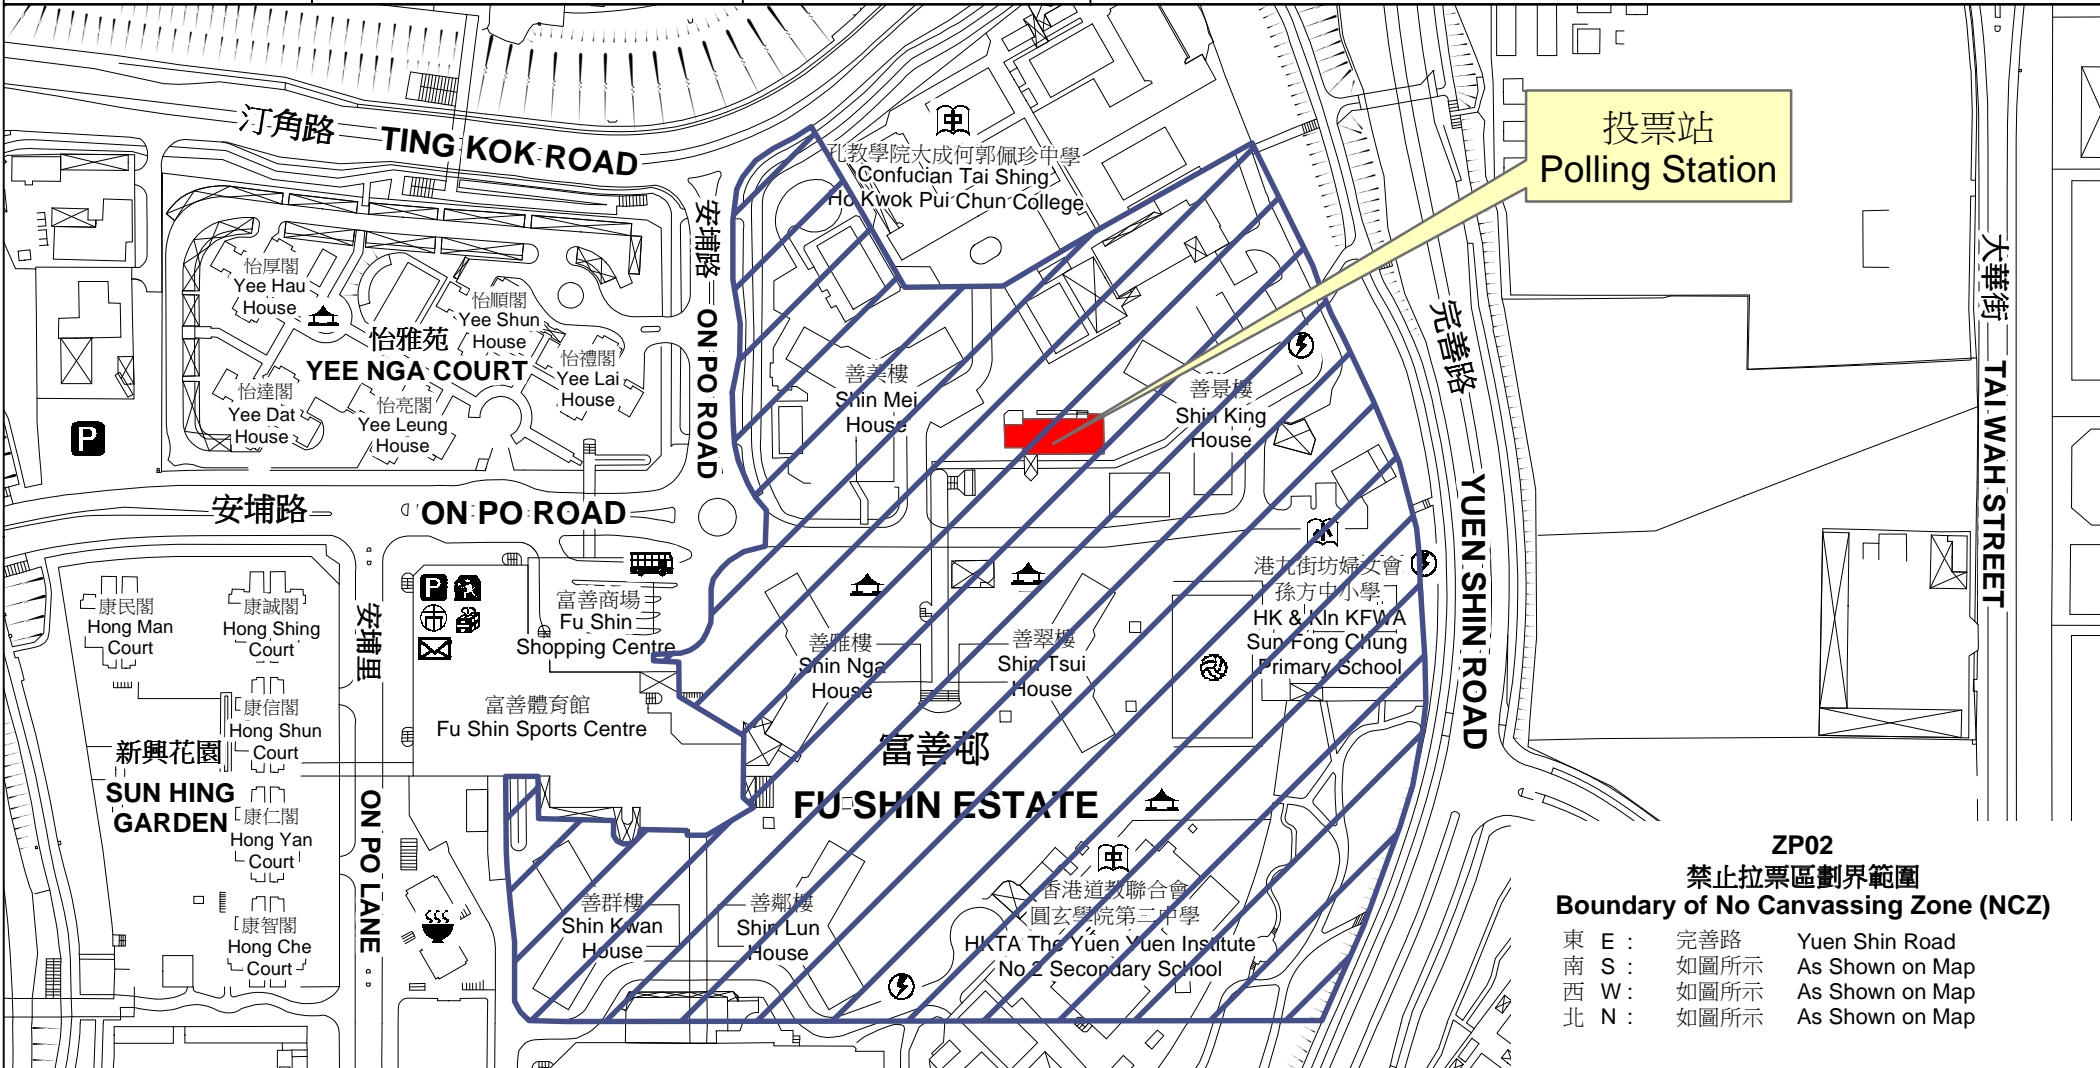 汀角路 TING KOK ROAD
孔教學院大成何郭佩珍中學
Confucian Tai Shing
Ho Kwok Pui Chun College
投票站
Polling Station
安埔路 ON PO ROAD
完善路 YUEN SHIN ROAD
大華街 TAI WAH STREET
怡厚閣
Yee Hau
House
怡順閣
Yee Shun
House
怡雅苑
YEE NGA COURT
怡禮閣
Yee Lai
House
怡達閣
Yee Dat
House
怡亮閣
Yee Leung
House
善美樓
Shin Mei
House
善景樓
Shin King
House
P
安埔路 ON PO ROAD
康民閣
Hong Man
Court
康誠閣
Hong Shing
Court
安埔里 ON PO LANE
P
富善商場
Fu Shin
Shopping Centre
善雅樓
Shin Nga
House
善翠樓
Shin Tsui
House
港九街坊婦女會
孫方中小學
HK & Kln KFWA
Sun Fong Chung
Primary School
康信閣
Hong Shun
Court
富善體育館
Fu Shin Sports Centre
新興花園
SUN HING
GARDEN
富善邨
FU SHIN ESTATE
康仁閣
Hong Yan
Court
康智閣
Hong Che
Court
善群樓
Shin Kwan
House
善鄰樓
Shin Lun
House
香港道教聯合會
圓玄學院第二中學
HKTA The Yuen Yuen Institute
No.2 Secondary School
ZP02
禁止拉票區劃界範圍
Boundary of No Canvassing Zone (NCZ)
東 E : 完善路 Yuen Shin Road
南 S : 如圖所示 As Shown on Map
西 W : 如圖所示 As Shown on Map
北 N : 如圖所示 As Shown on Map